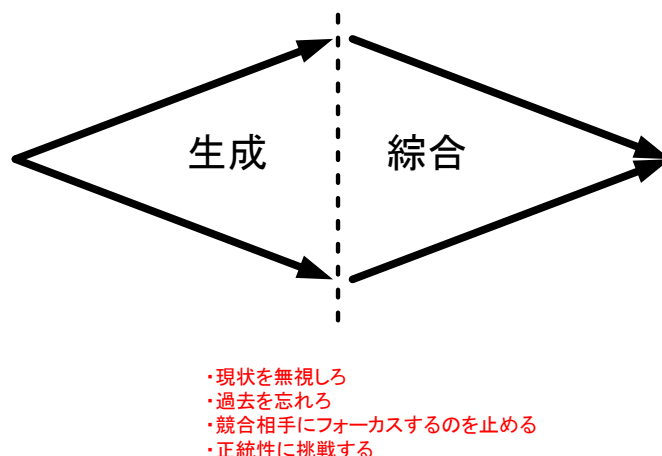 生成
綜合
・現状を無視しろ
・過去を忘れろ
・競合相手にフォーカスするのを止める
・正統性に挑戦する